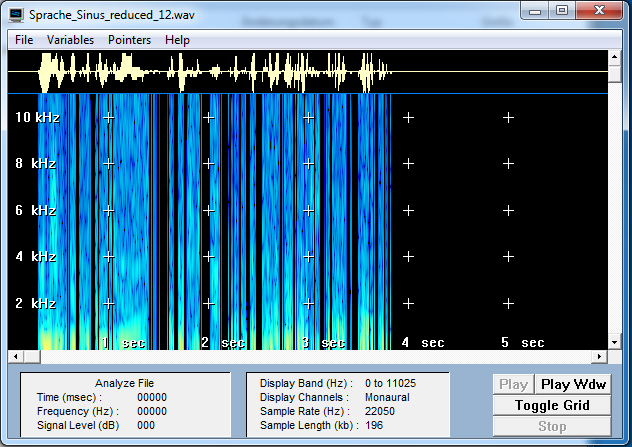 Sprache_Sinus_reduced_12.wav
File Variables Pointers Help
10 kHz
8 kHz
6 kHz
4 kHz
2 kHz
1 sec 2 sec 3 sec 4 sec 5 sec
Analyze File
Time (msec) : 00000
Frequency (Hz) : 00000
Signal Level (dB) 000
Display Band (Hz) : 0 to 11025
Display Channels : Monaural
Sample Rate (Hz) : 22050
Sample Length (kb) : 196
Play Play Wdw
Toggle Grid
Stop